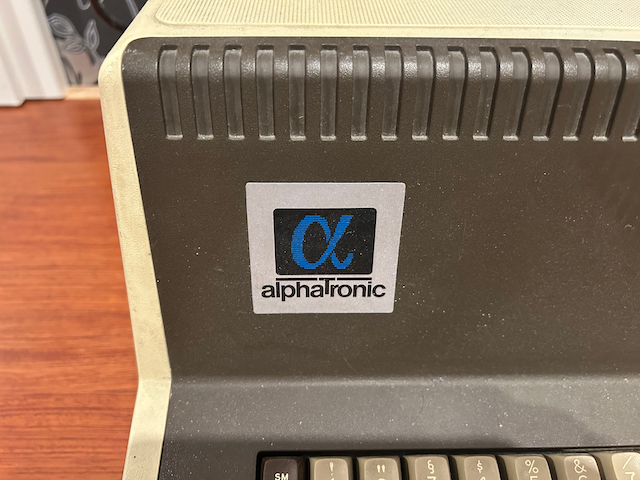 α
alphaTronic
SM ! " § $ % & /